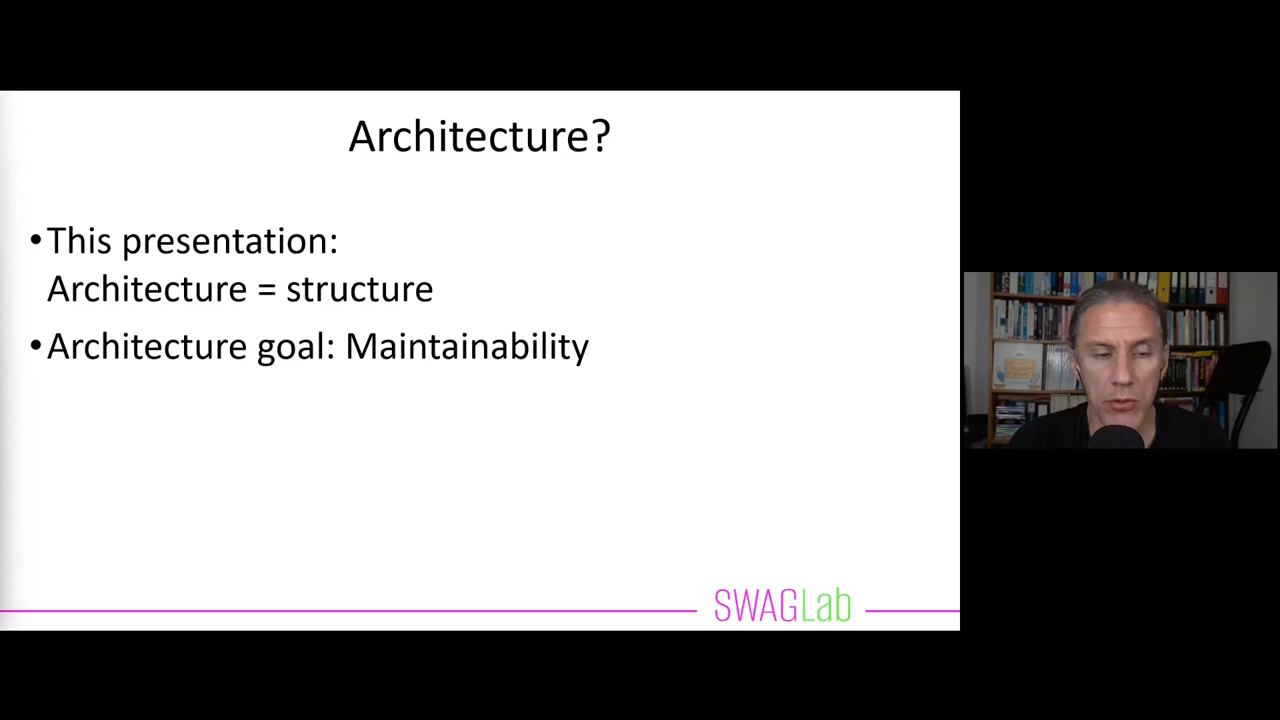 Architecture?
•This presentation:
Architecture = structure
•Architecture goal: Maintainability
SWAGLab